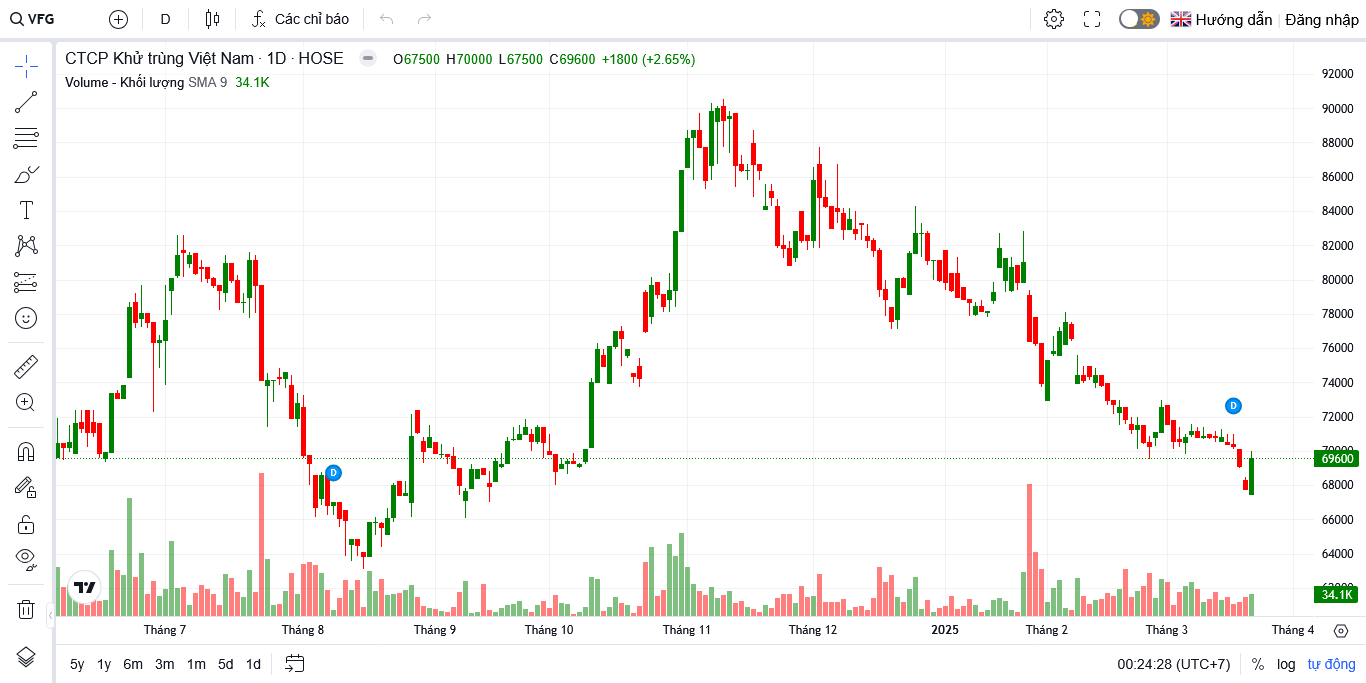 VFG D Các chỉ báo Hướng dẫn Đăng nhập
CTCP Khử trùng Việt Nam · 1D · HOSE O67500 H70000 L67500 C69600 +1800 (+2.65%)
Volume - Khối lượng SMA 9 34.1K
92000
90000
88000
86000
84000
82000
80000
78000
76000
74000
72000
D
70000
69600
D
68000
66000
64000
34.1K
Tháng 7 Tháng 8 Tháng 9 Tháng 10 Tháng 11 Tháng 12 2025 Tháng 2 Tháng 3 Tháng 4
5y 1y 6m 3m 1m 5d 1d 00:24:28 (UTC+7) % log tự động